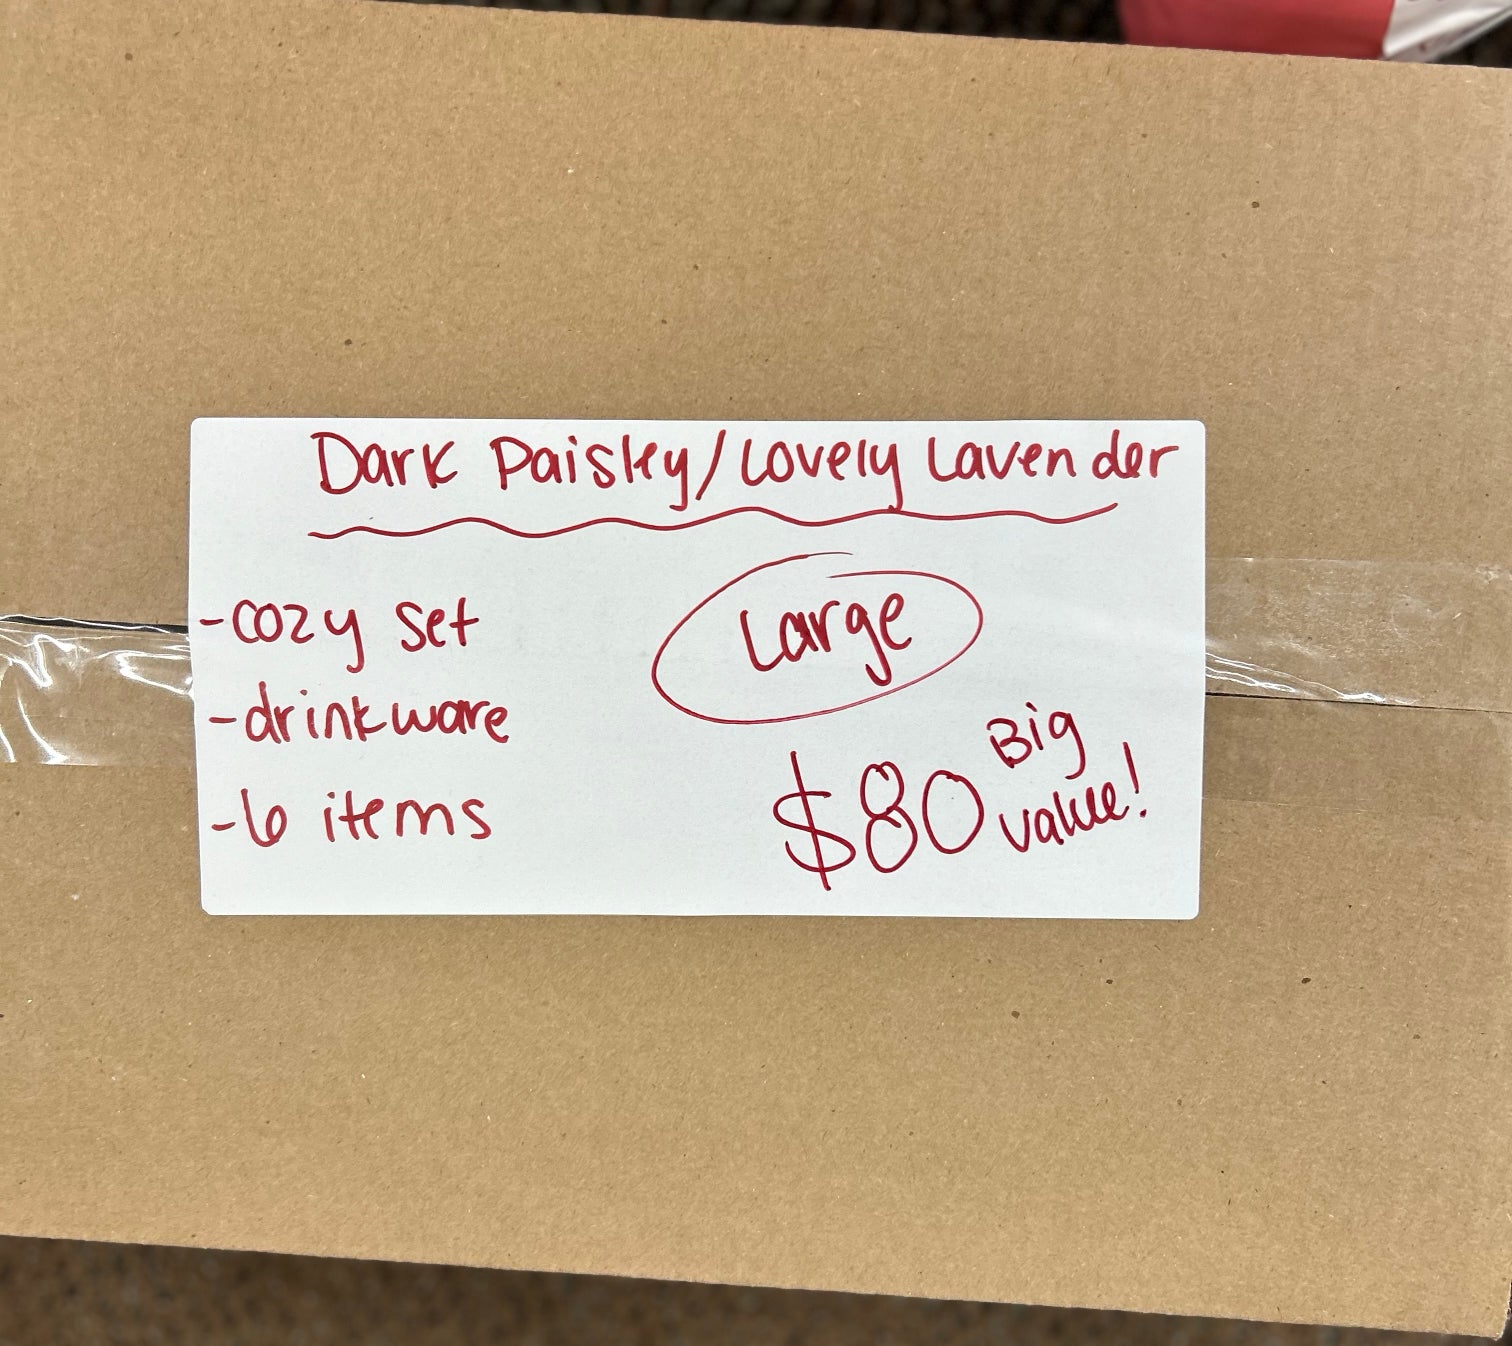 Dark Paisley/Lovely Lavender
-cozy set
Large
-drinkware
-6 items
$80 Big
value!